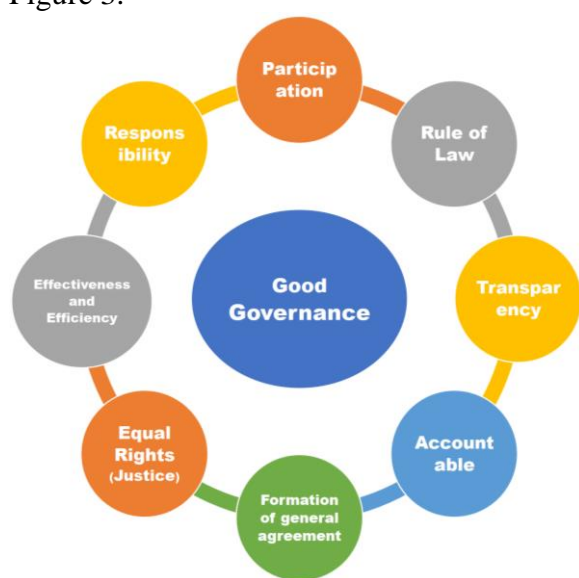 Figure
Particip
ation
Rule of
Law
Transpar
ency
Account
able
Formation
of general
agreement
Equal
Rights
(Justice)
Effectiveness
and
Efficiency
Respons
ibility
Good
Governance